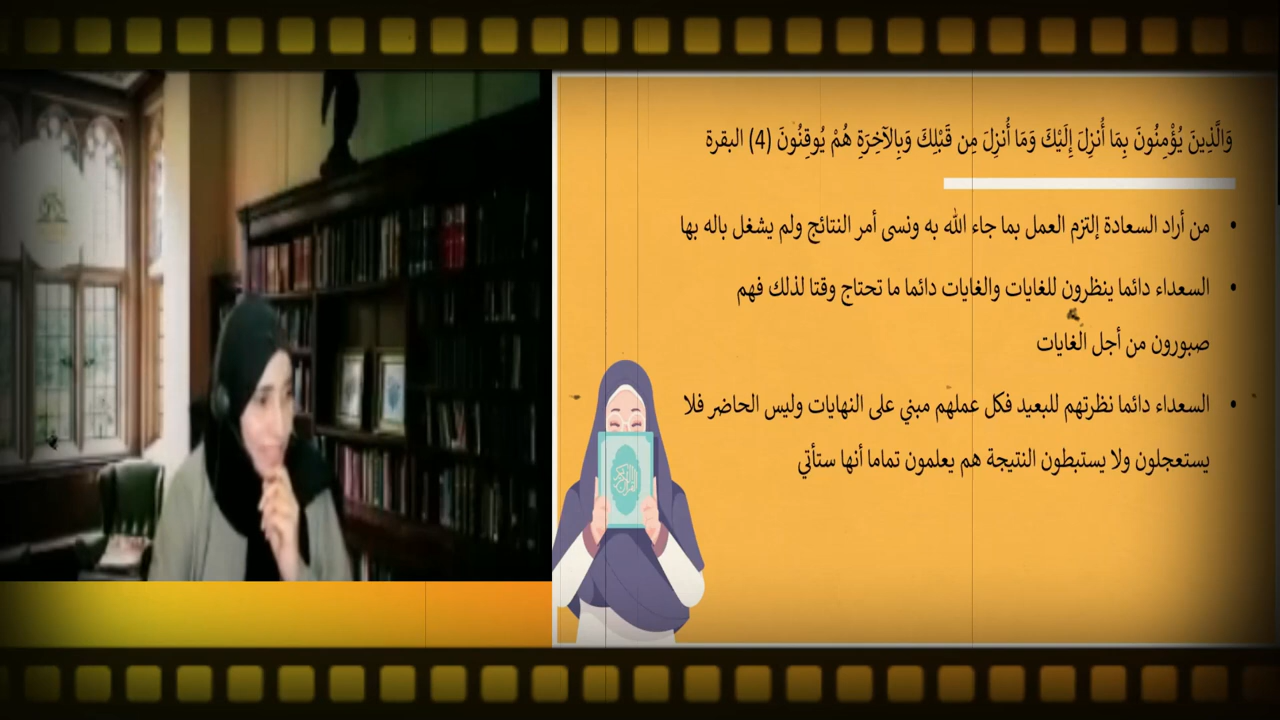 وَالَّذِينَ يُؤْمِنُونَ بِمَا أُنزِلَ إِلَيْكَ وَمَا أُنزِلَ مِن قَبْلِكَ وَبِالآخِرَةِ هُمْ يُوقِنُونَ (4) البقرة
• من أراد السعادة إلتزم العمل بما جاء الله به ونسى أمر النتائج ولم يشغل باله بها
• السعداء دائما ينظرون للغايات والغايات دائما ما تحتاج وقتا لذلك فهم
صبورون من أجل الغايات
• السعداء دائما نظرتهم للبعيد فكل عملهم مبني على النهايات وليس الحاضر فلا
يستعجلون ولا يستبطون النتيجة هم يعلمون تماما أنها ستأتي